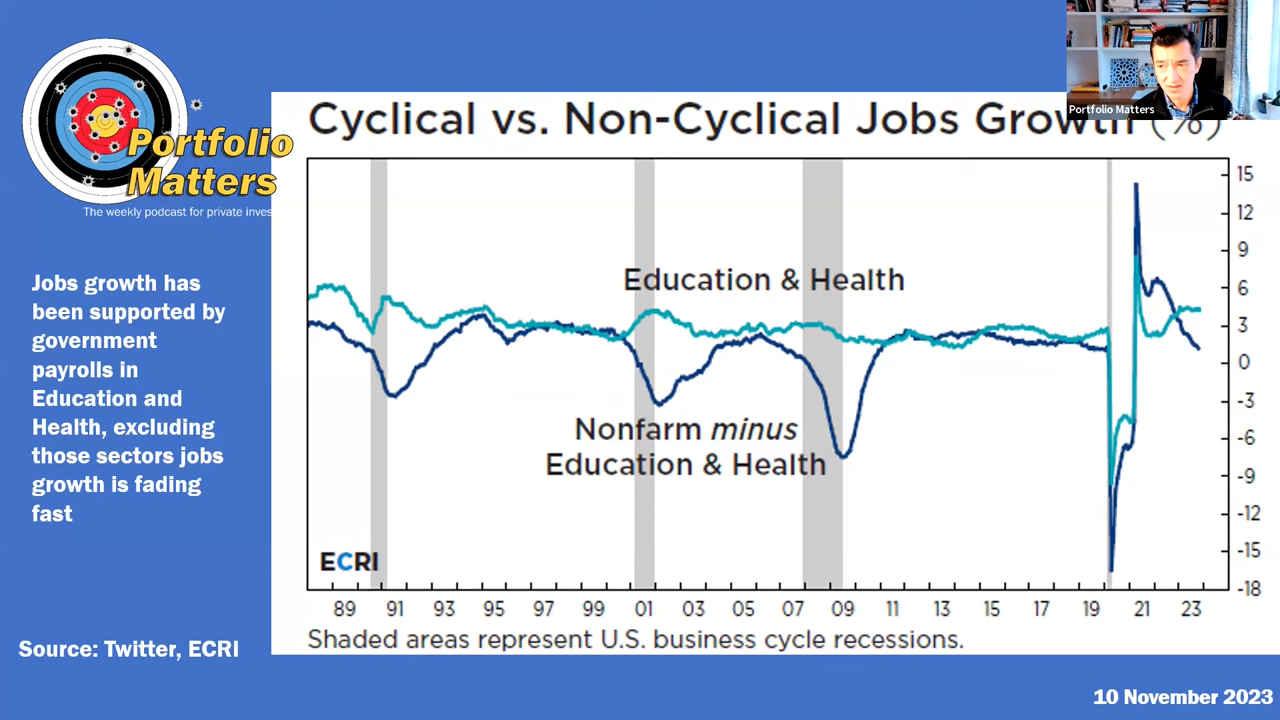 Portfolio Matters
Cyclical vs. Non-Cyclical Jobs Growth (%)
Portfolio
Matters
The weekly podcast for private
Jobs growth has
been supported by
government
payrolls in
Education and
Health, excluding
those sectors jobs
growth is fading
fast
Education & Health
Nonfarm minus
Education & Health
15
12
9
6
3
0
-3
-6
-9
-12
-15
-18
ECRI
89 91 93 95 97 99 01 03 05 07 09 11 13 15 17 19 21 23
Shaded areas represent U.S. business cycle recessions.
Source: Twitter, ECRI
10 November 2023